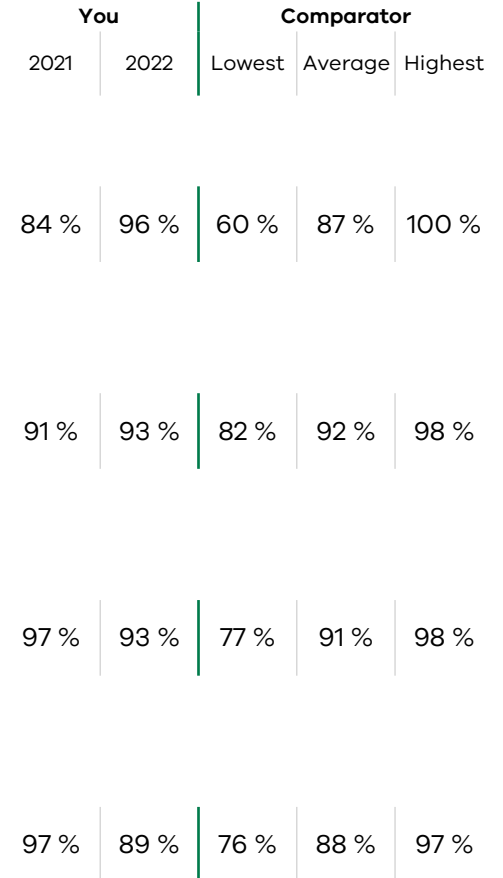 You Comparator
2021 2022 Lowest Average Highest
84 % 96 % 60 % 87 % 100 %
91 % 93 % 82 % 92 % 98 %
97 % 93 % 77 % 91 % 98 %
97 % 89 % 76 % 88 % 97 %